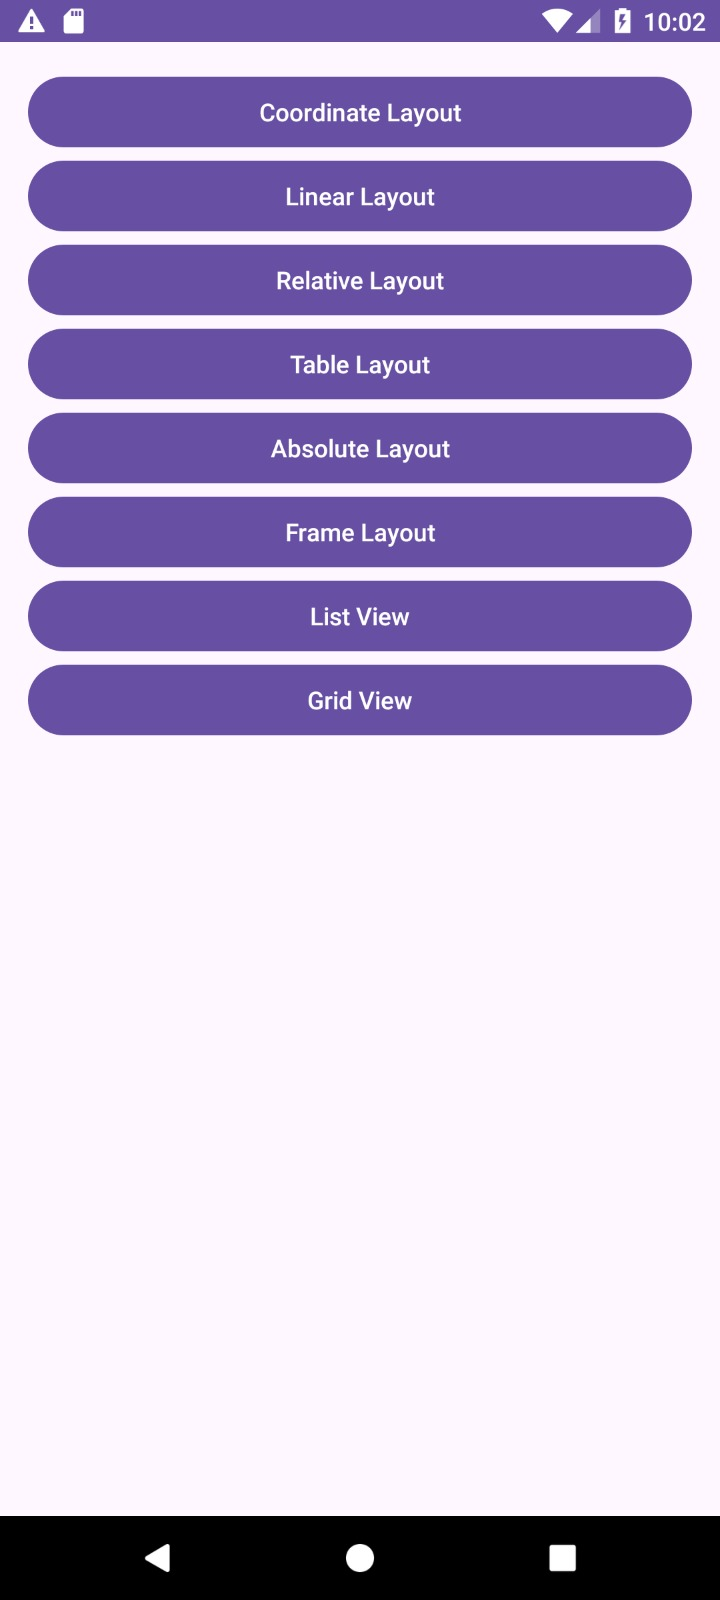 10:02
Coordinate Layout
Linear Layout
Relative Layout
Table Layout
Absolute Layout
Frame Layout
List View
Grid View